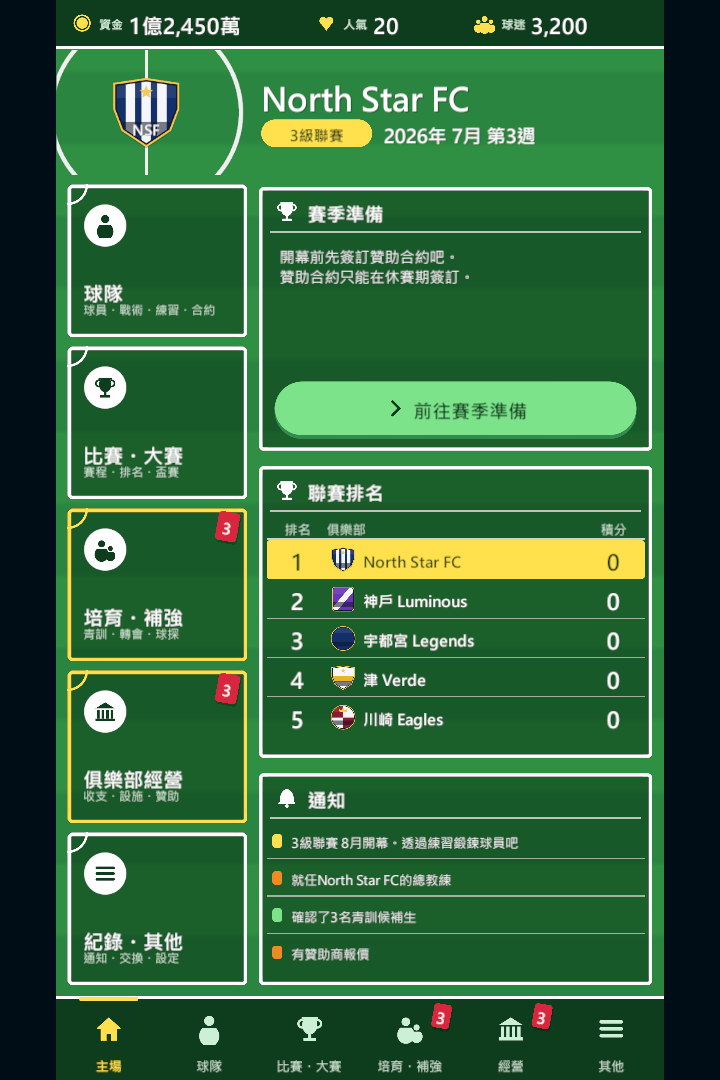 資金 1億2,450萬 人氣 20 球迷 3,200
NSF
North Star FC
3級聯賽 2026年 7月 第3週
球隊
球員・戰術・練習・合約
比賽・大賽
賽程・排名・盃賽
3
培育・補強
青訓・轉會・球探
3
俱樂部經營
收支・設施・贊助
紀錄・其他
通知・交換・設定
賽季準備
開幕前先簽訂贊助合約吧。
贊助合約只能在休賽期簽訂。
前往賽季準備
聯賽排名
排名 俱樂部 積分
1 North Star FC 0
2 神戶 Luminous 0
3 宇都宮 Legends 0
4 津 Verde 0
5 川崎 Eagles 0
通知
3級聯賽 8月開幕。透過練習鍛鍊球員吧
就任North Star FC的總教練
確認了3名青訓候補生
有贊助商報價
3 3
主場 球隊 比賽・大賽 培育・補強 經營 其他